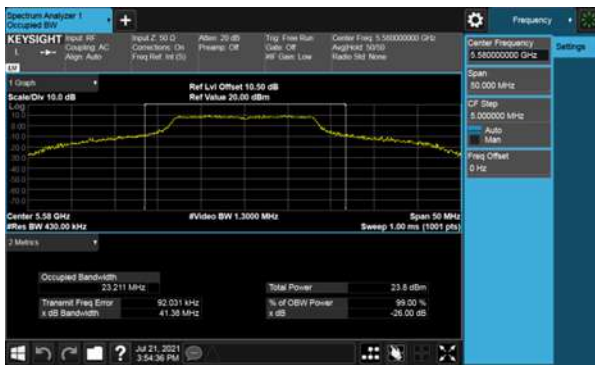 Spectrum Analyzer 1
Occupied BW
Frequency
KEYSIGHT
Input: RF
Coupling: AC
Align: Auto
Input Z: 50 Ω
Corrections: On
Freq Ref: Int (S)
Atten: 20 dB
Preamp: Off
Trig: Free Run
Gate: Off
#IF Gain: Low
Center Freq: 5.580000000 GHz
Avg|Hold: 50/50
Radio Std: None
Center Frequency
5.580000000 GHz
Settings
Span
50.000 MHz
CF Step
5.000000 MHz
Auto
Man
Freq Offset
0 Hz
1 Graph
Scale/Div 10.0 dB
Log
Ref Lvl Offset 10.50 dB
Ref Value 20.00 dBm
Center 5.58 GHz
#Res BW 430.00 kHz
#Video BW 1.3000 MHz
Span 50 MHz
Sweep 1.00 ms (1001 pts)
2 Metrics
Occupied Bandwidth
23.211 MHz
Total Power 23.8 dBm
Transmit Freq Error 92.031 kHz
% of OBW Power 99.00 %
x dB Bandwidth 41.38 MHz
x dB -26.00 dB
Jul 21, 2021
3:54:36 PM